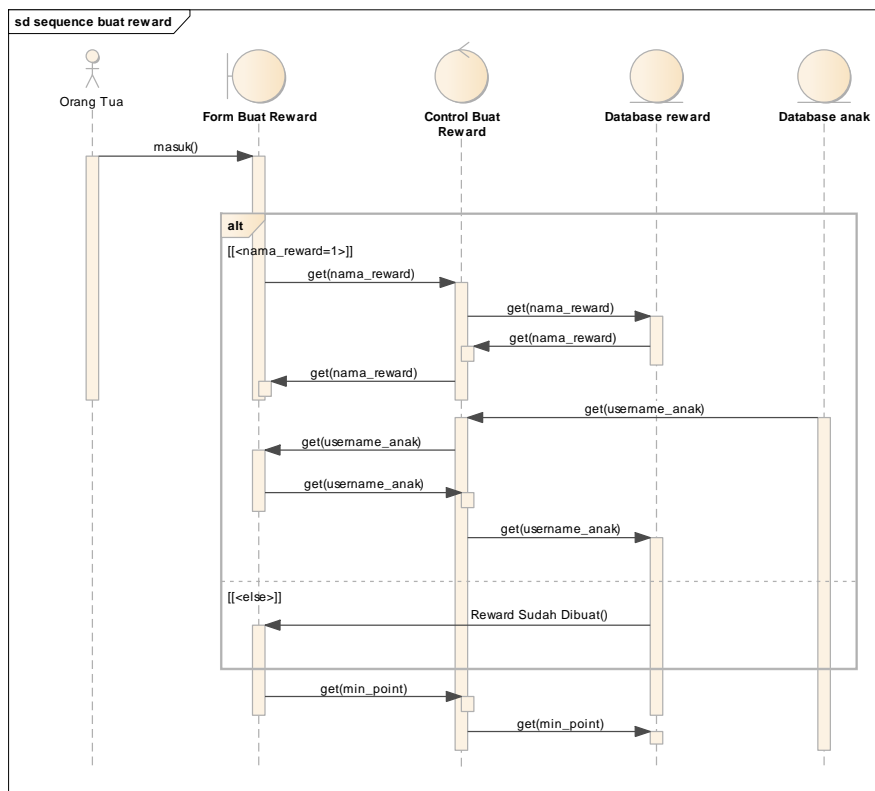 sd sequence buat reward
Orang Tua
Form Buat Reward
Control Buat
Reward
Database reward
Database anak
masuk()
alt
[[<nama_reward=1>]]
get(nama_reward)
get(nama_reward)
get(nama_reward)
get(nama_reward)
get(username_anak)
get(username_anak)
get(username_anak)
get(username_anak)
[[<else>]]
Reward Sudah Dibuat()
get(min_point)
get(min_point)